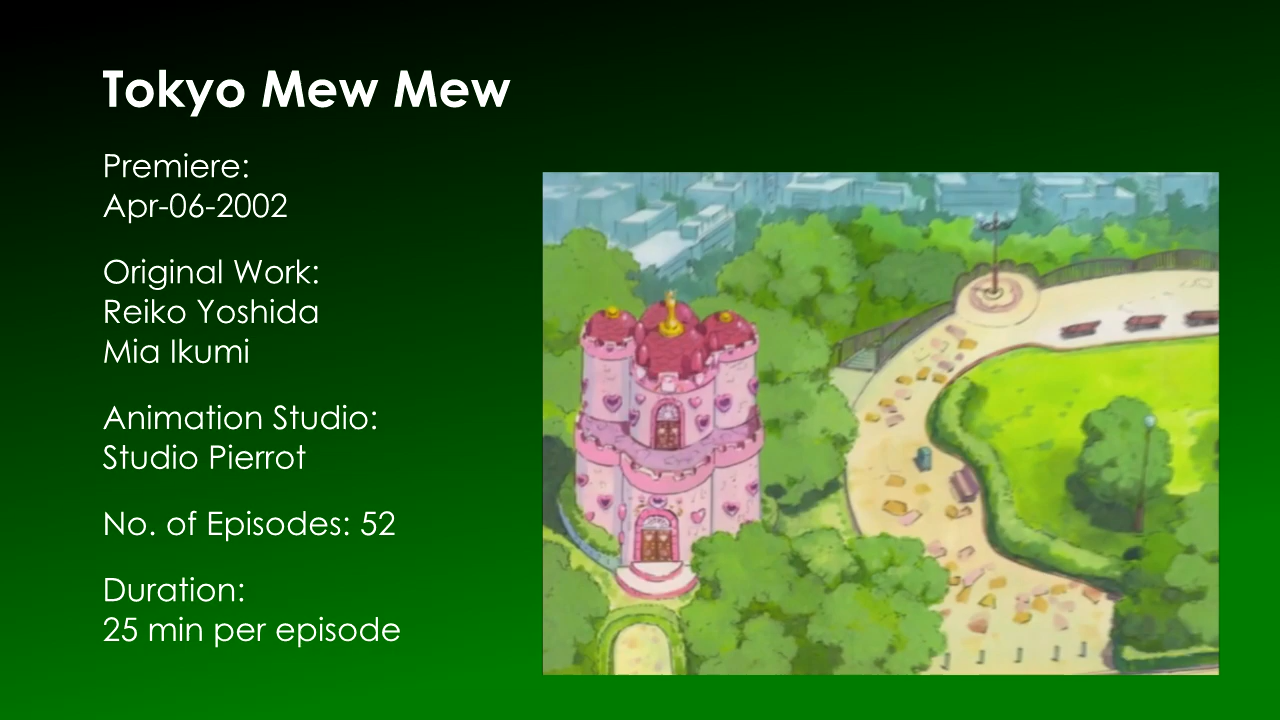 Tokyo Mew Mew
Premiere:
Apr-06-2002
Original Work:
Reiko Yoshida
Mia Ikumi
Animation Studio:
Studio Pierrot
No. of Episodes: 52
Duration:
25 min per episode